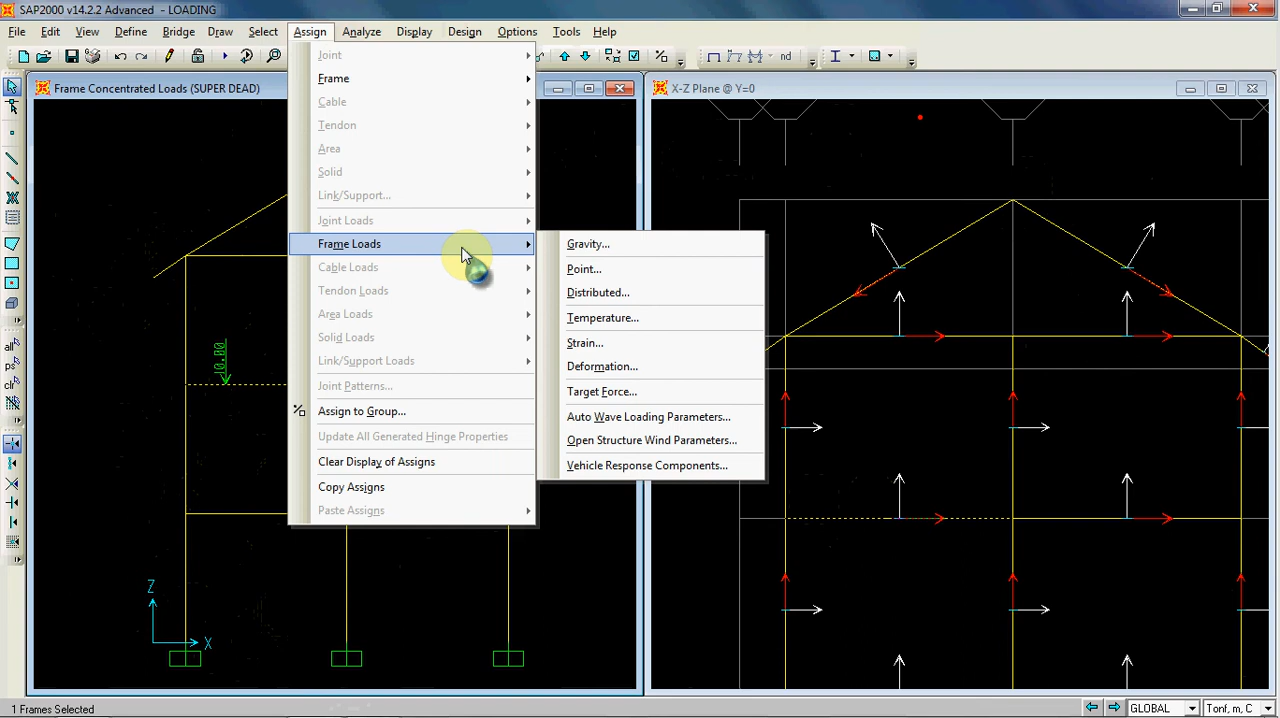 SAP2000 v14.2.2 Advanced - LOADING
File Edit View Define Bridge Draw Select Assign Analyze Display Design Options Tools Help
nd
Frame Concentrated Loads (SUPER DEAD)
X-Z Plane @ Y=0
Joint
Frame
Cable
Tendon
Area
Solid
Link/Support...
Joint Loads
Frame Loads
Cable Loads
Tendon Loads
Area Loads
Solid Loads
Link/Support Loads
Joint Patterns...
Assign to Group...
Update All Generated Hinge Properties
Clear Display of Assigns
Copy Assigns
Paste Assigns
Gravity...
Point...
Distributed...
Temperature...
Strain...
Deformation...
Target Force...
Auto Wave Loading Parameters...
Open Structure Wind Parameters...
Vehicle Response Components...
all
ps
clr
10.00
Z
X
1 Frames Selected
GLOBAL
Tonf, m, C